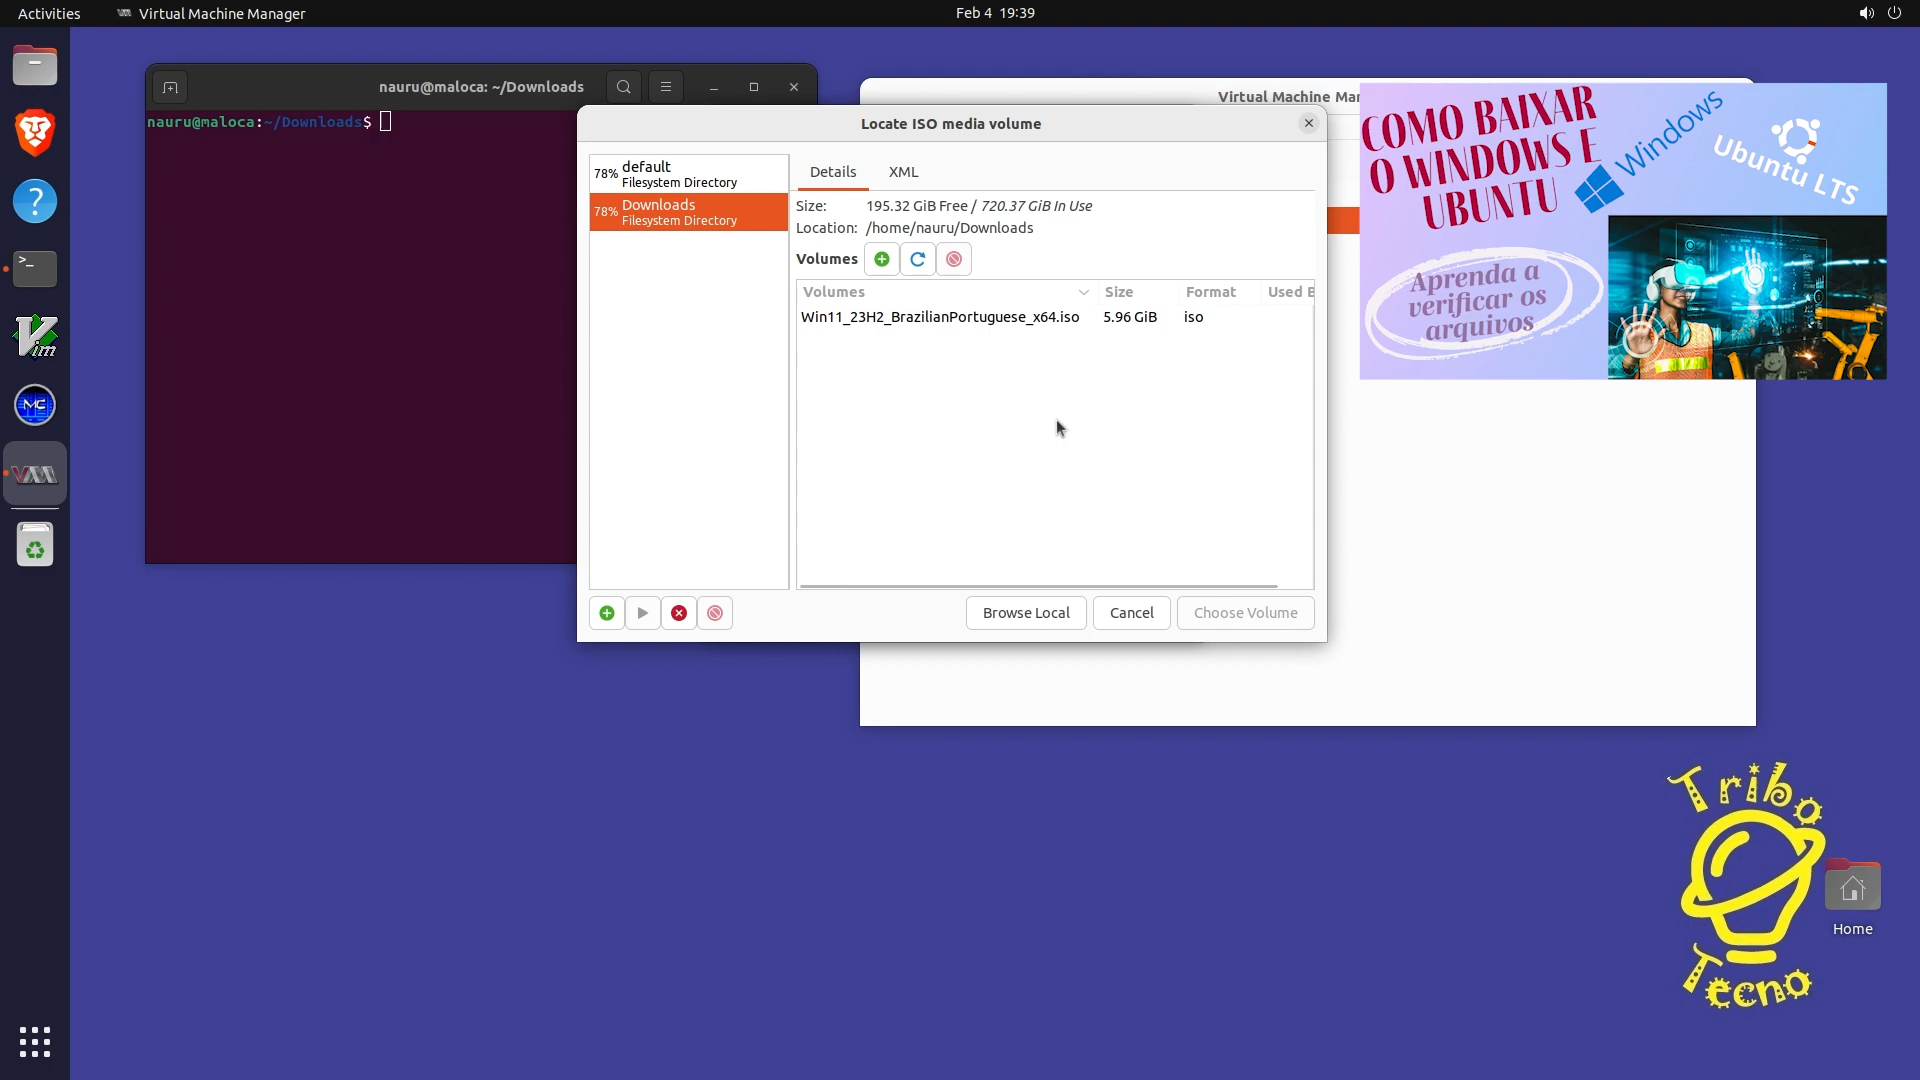 Activities
Virtual Machine Manager
Feb 4 19:39
nauru@maloca: ~/Downloads
nauru@maloca:~/Downloads$
Virtual Machine Mar
Locate ISO media volume
78% default
Filesystem Directory
78% Downloads
Filesystem Directory
Details
XML
Size: 195.32 GiB Free / 720.37 GiB In Use
Location: /home/nauru/Downloads
Volumes
Volumes Size Format Used B
Win11_23H2_BrazilianPortuguese_x64.iso 5.96 GiB iso
Browse Local
Cancel
Choose Volume
COMO BAIXAR
O WINDOWS E
UBUNTU
Windows
Ubuntu LTS
Aprenda a
verificar os
arquivos
Vim
MC
Tribo
Tecno
Home